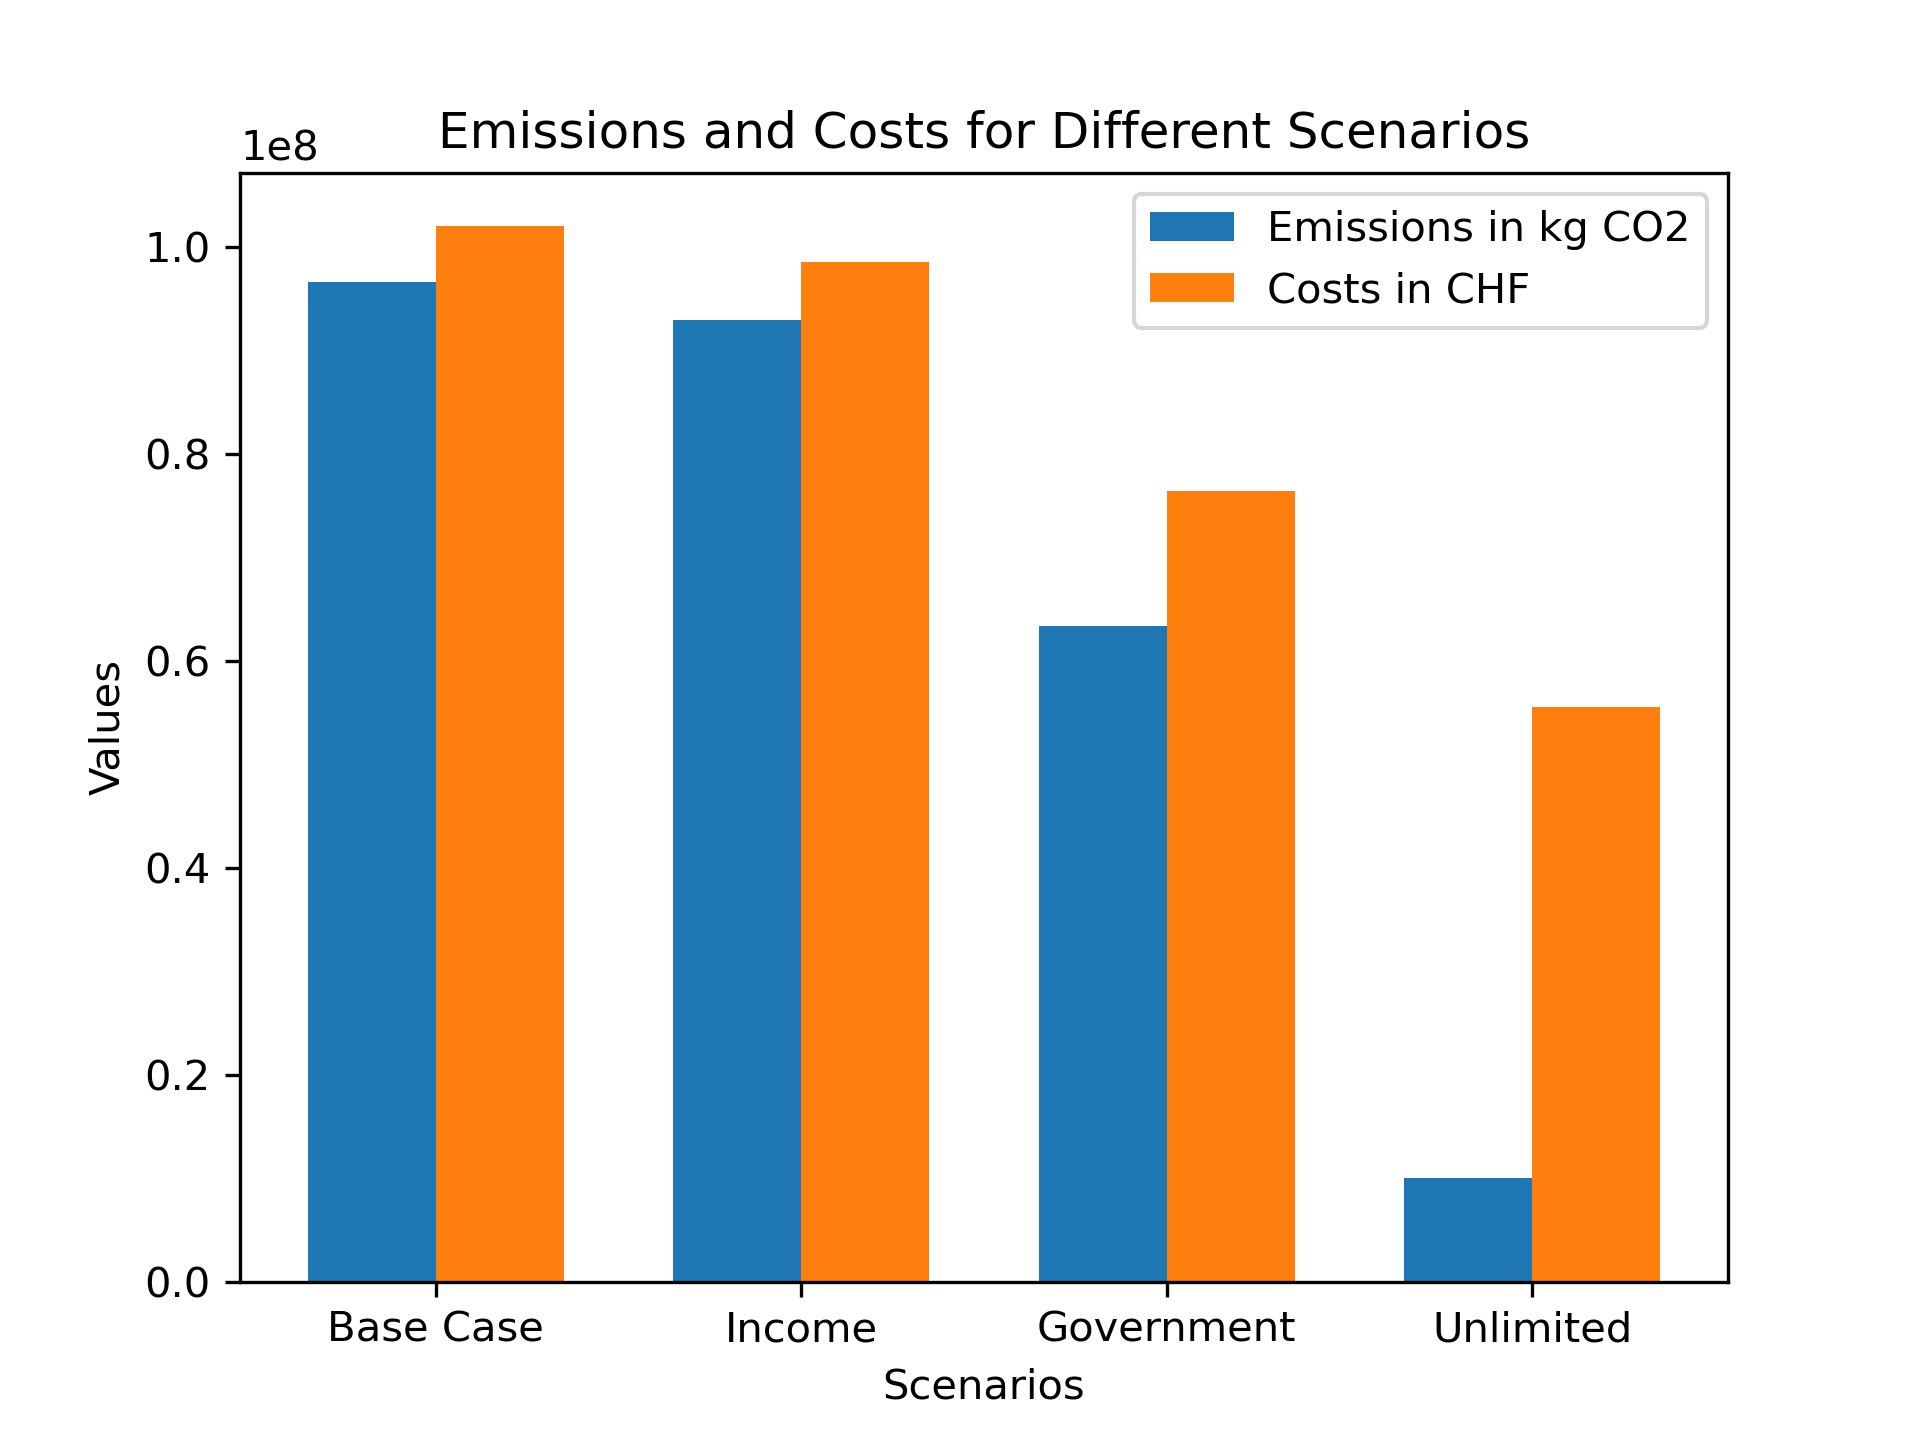 Emissions and Costs for Different Scenarios
1e8
Emissions in kg CO2
Costs in CHF
1.0
0.8
0.6
0.4
0.2
0.0
Values
Base Case
Income
Government
Unlimited
Scenarios